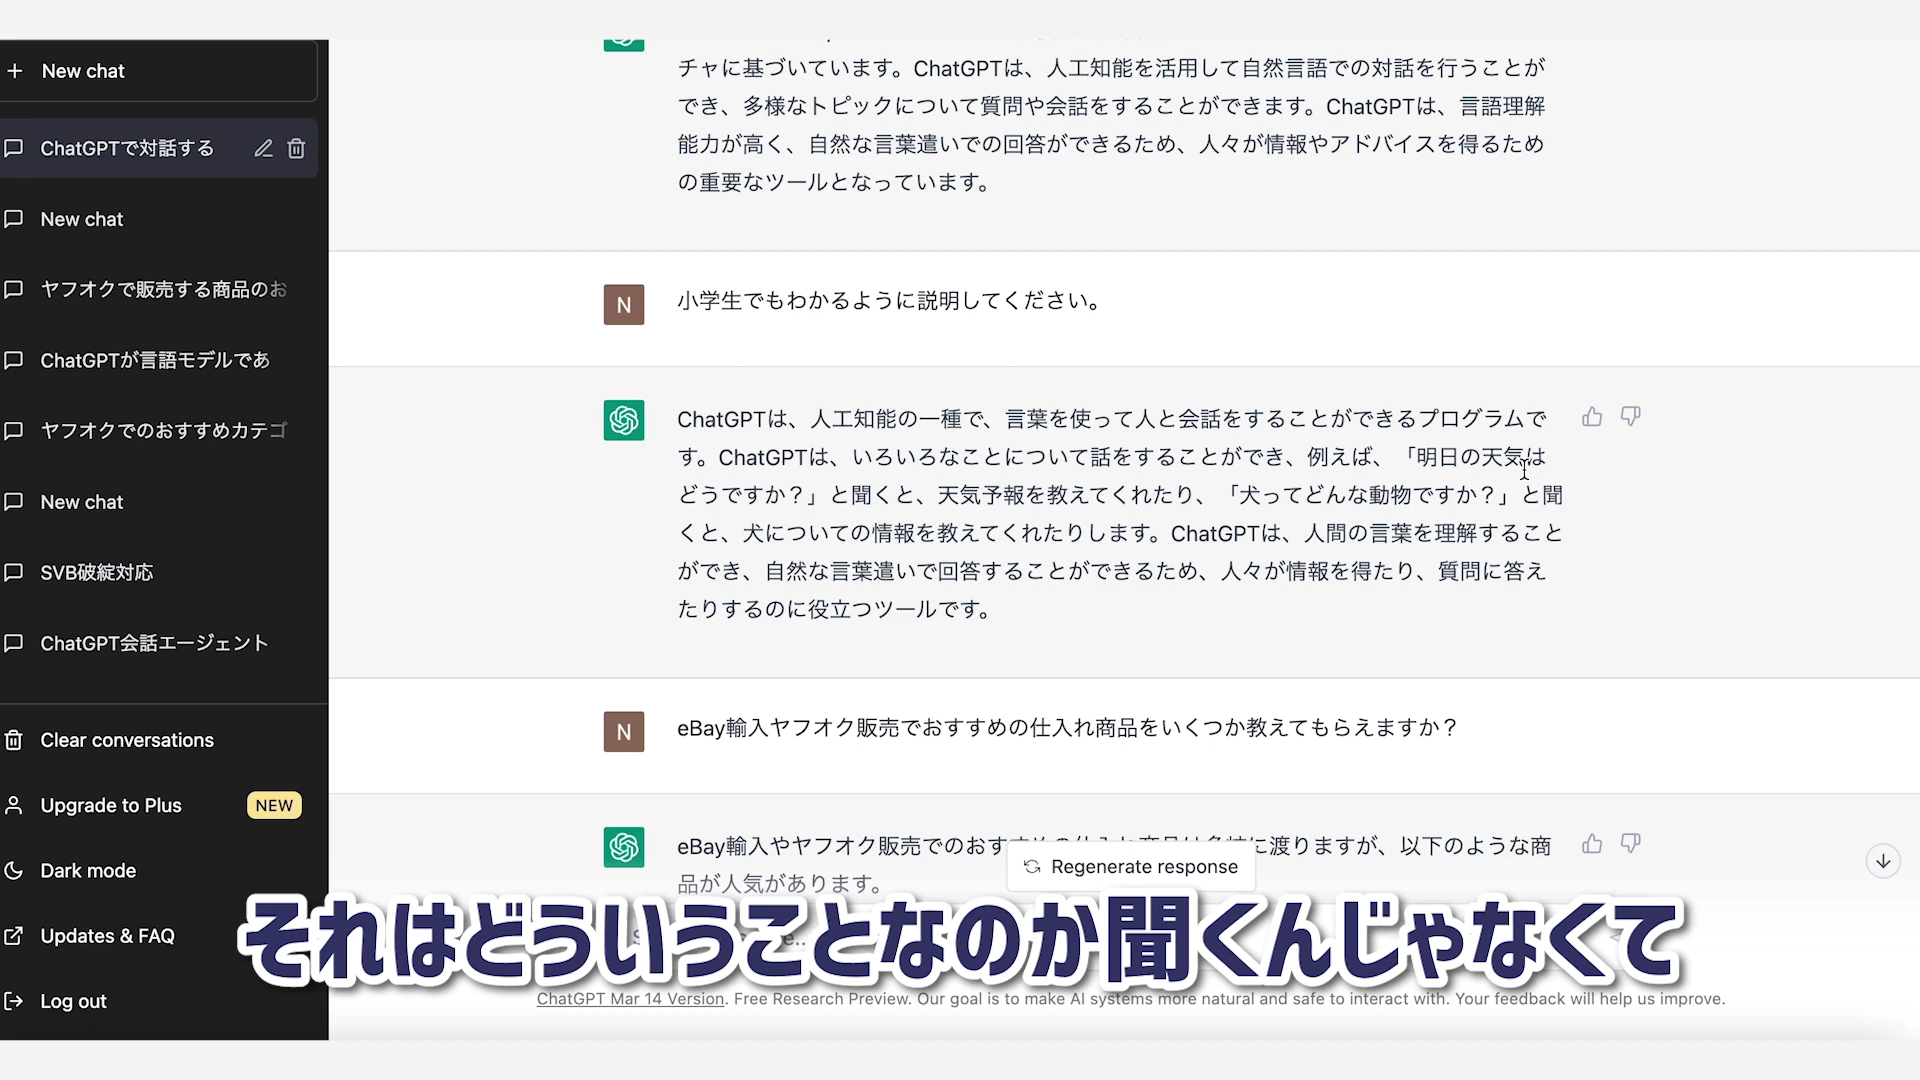 New chat
ChatGPTで対話する
New chat
ヤフオクで販売する商品のお
ChatGPTが言語モデルであ
ヤフオクでのおすすめカテゴ
New chat
SVB破綻対応
ChatGPT会話エージェント
Clear conversations
Upgrade to Plus NEW
Dark mode
Updates & FAQ
Log out
チャに基づいています。ChatGPTは、人工知能を活用して自然言語での対話を行うことが
でき、多様なトピックについて質問や会話をすることができます。ChatGPTは、言語理解
能力が高く、自然な言葉遣いでの回答ができるため、人々が情報やアドバイスを得るため
の重要なツールとなっています。
N
小学生でもわかるように説明してください。
ChatGPTは、人工知能の一種で、言葉を使って人と会話をすることができるプログラムで
す。ChatGPTは、いろいろなことについて話をすることができ、例えば、「明日の天気は
どうですか？」と聞くと、天気予報を教えてくれたり、「犬ってどんな動物ですか？」と聞
くと、犬についての情報を教えてくれたりします。ChatGPTは、人間の言葉を理解すること
ができ、自然な言葉遣いで回答することができるため、人々が情報を得たり、質問に答え
たりするのに役立つツールです。
N
eBay輸入ヤフオク販売でおすすめの仕入れ商品をいくつか教えてもらえますか？
eBay輸入やヤフオク販売でのおす に渡りますが、以下のような商
品が人気があります。
Regenerate response
それはどういうことなのか聞くんじゃなくて
ChatGPT Mar 14 Version. Free Research Preview. Our goal is to make AI systems more natural and safe to interact with. Your feedback will help us improve.